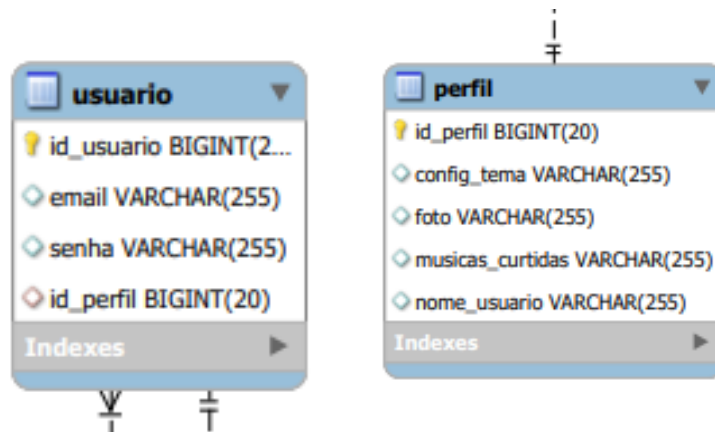 usuario
id_usuario BIGINT(2...
email VARCHAR(255)
senha VARCHAR(255)
id_perfil BIGINT(20)
Indexes
perfil
id_perfil BIGINT(20)
config_tema VARCHAR(255)
foto VARCHAR(255)
musicas_curtidas VARCHAR(255)
nome_usuario VARCHAR(255)
Indexes